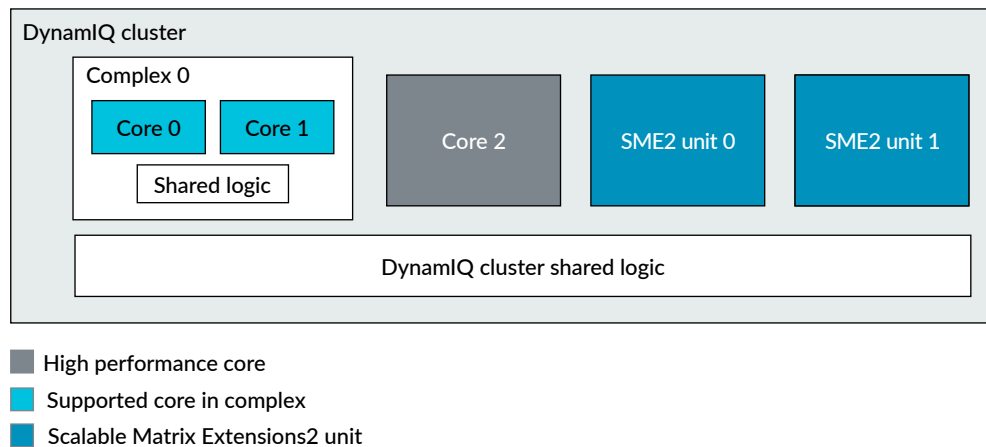 DynamIQ cluster
Complex 0
Core 0
Core 1
Shared logic
Core 2
SME2 unit 0
SME2 unit 1
DynamIQ cluster shared logic
High performance core
Supported core in complex
Scalable Matrix Extensions2 unit